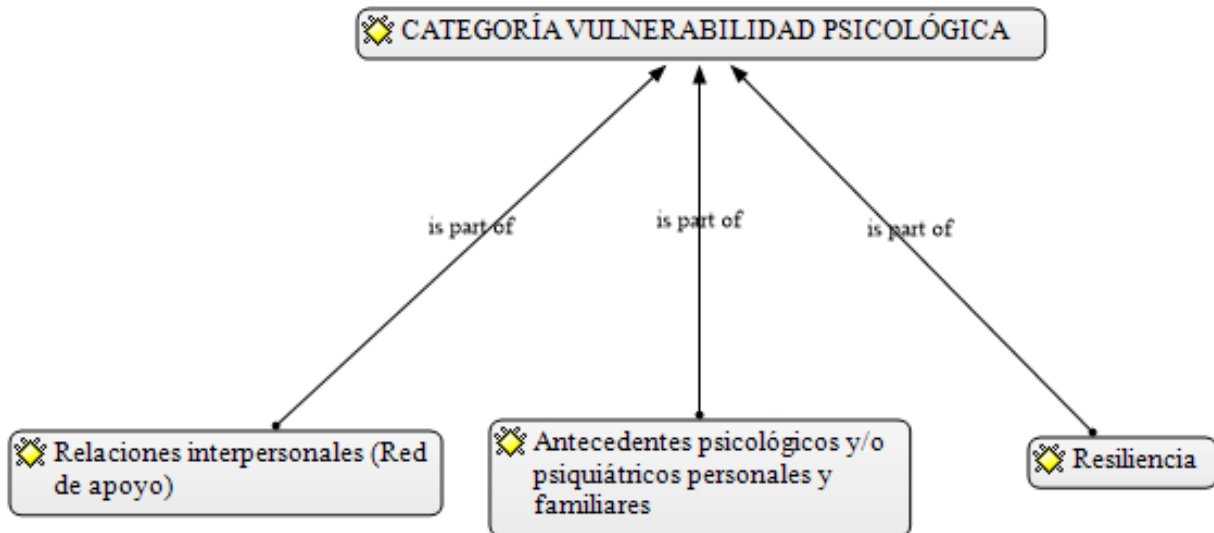 CATEGORÍA VULNERABILIDAD PSICOLÓGICA
is part of
is part of
is part of
Relaciones interpersonales (Red
de apoyo)
Antecedentes psicológicos y/o
psiquiátricos personales y
familiares
Resiliencia